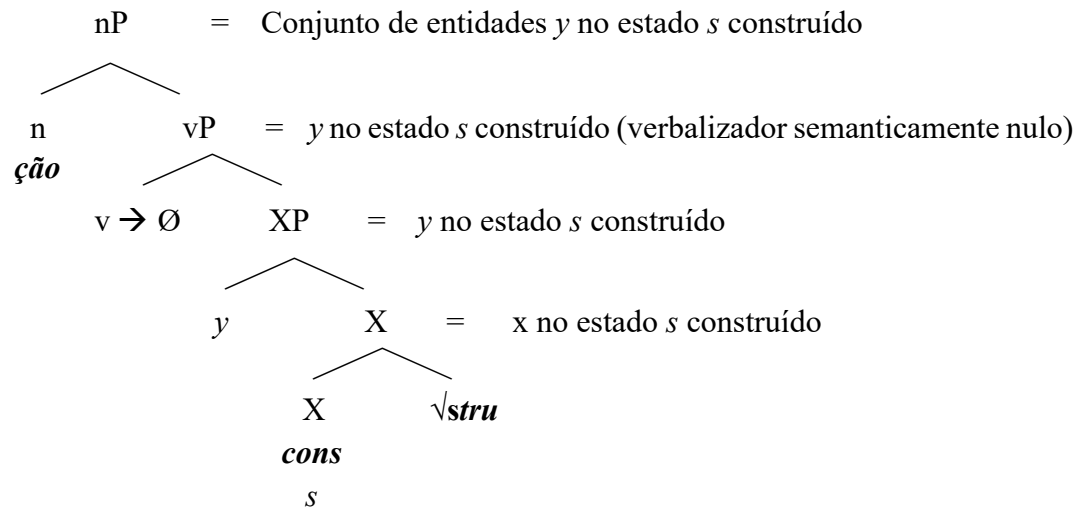 nP = Conjunto de entidades y no estado s construído
n vP = y no estado s construído (verbalizador semanticamente nulo)
ção
v → Ø XP = y no estado s construído
y X = x no estado s construído
X √stru
cons
s